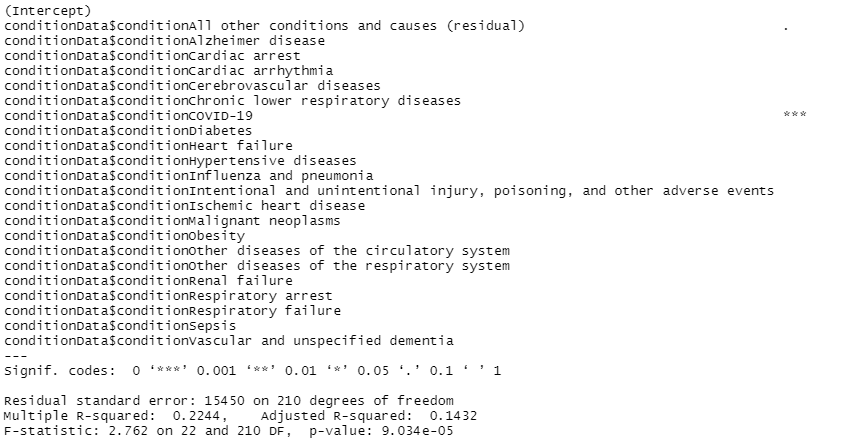 (Intercept)
conditionData$conditionAll other conditions and causes (residual) .
conditionData$conditionAlzheimer disease
conditionData$conditionCardiac arrest
conditionData$conditionCardiac arrhythmia
conditionData$conditionCerebrovascular diseases
conditionData$conditionChronic lower respiratory diseases
conditionData$conditionCOVID-19 ***
conditionData$conditionDiabetes
conditionData$conditionHeart failure
conditionData$conditionHypertensive diseases
conditionData$conditionInfluenza and pneumonia
conditionData$conditionIntentional and unintentional injury, poisoning, and other adverse events
conditionData$conditionIschemic heart disease
conditionData$conditionMalignant neoplasms
conditionData$conditionObesity
conditionData$conditionOther diseases of the circulatory system
conditionData$conditionOther diseases of the respiratory system
conditionData$conditionRenal failure
conditionData$conditionRespiratory arrest
conditionData$conditionRespiratory failure
conditionData$conditionSepsis
conditionData$conditionVascular and unspecified dementia
---
Signif. codes:  0 ‘***’ 0.001 ‘**’ 0.01 ‘*’ 0.05 ‘.’ 0.1 ‘ ’ 1
Residual standard error: 15450 on 210 degrees of freedom
Multiple R-squared:  0.2244,    Adjusted R-squared:  0.1432
F-statistic: 2.762 on 22 and 210 DF,  p-value: 9.034e-05